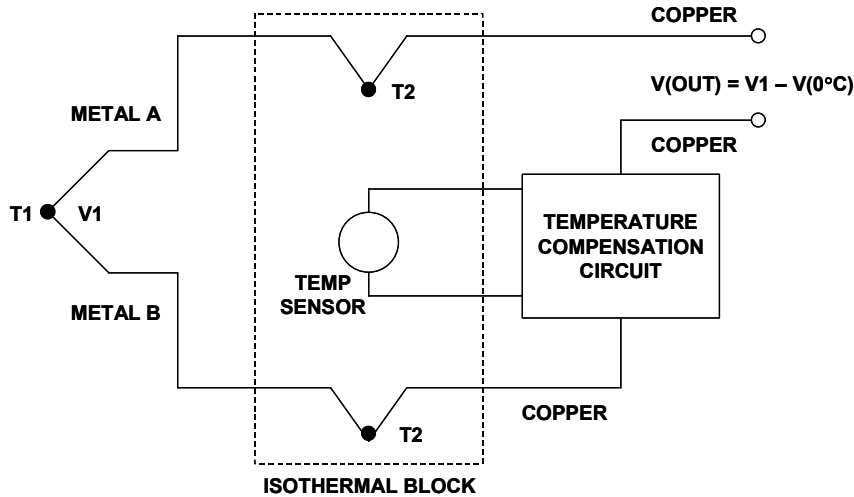 COPPER
T2
V(OUT) = V1 – V(0°C)
METAL A
COPPER
T1
V1
TEMPERATURE
COMPENSATION
CIRCUIT
TEMP
SENSOR
METAL B
COPPER
T2
ISOTHERMAL BLOCK